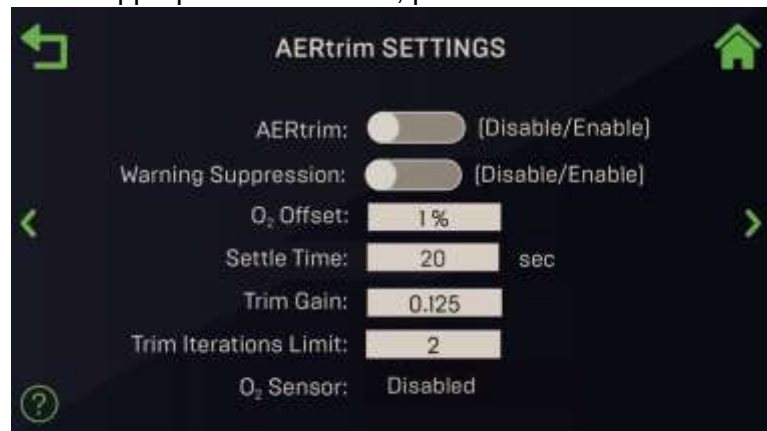 AERtrim SETTINGS
AERtrim: (Disable/Enable)
Warning Suppression: (Disable/Enable)
O₂ Offset: 1 %
Settle Time: 20 sec
Trim Gain: 0.125
Trim Iterations Limit: 2
O₂ Sensor: Disabled
?